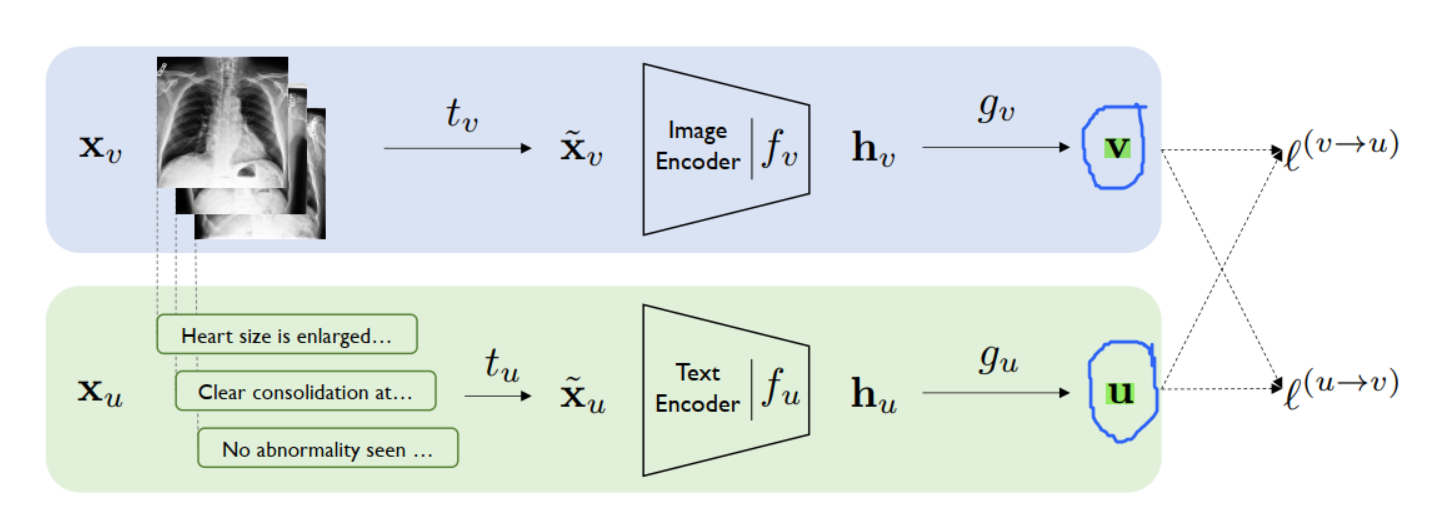 x_v t_v x̃_v Image Encoder | f_v h_v g_v v ℓ^(v→u)
Heart size is enlarged…
x_u Clear consolidation at… t_u x̃_u Text Encoder | f_u h_u g_u u ℓ^(u→v)
No abnormality seen …